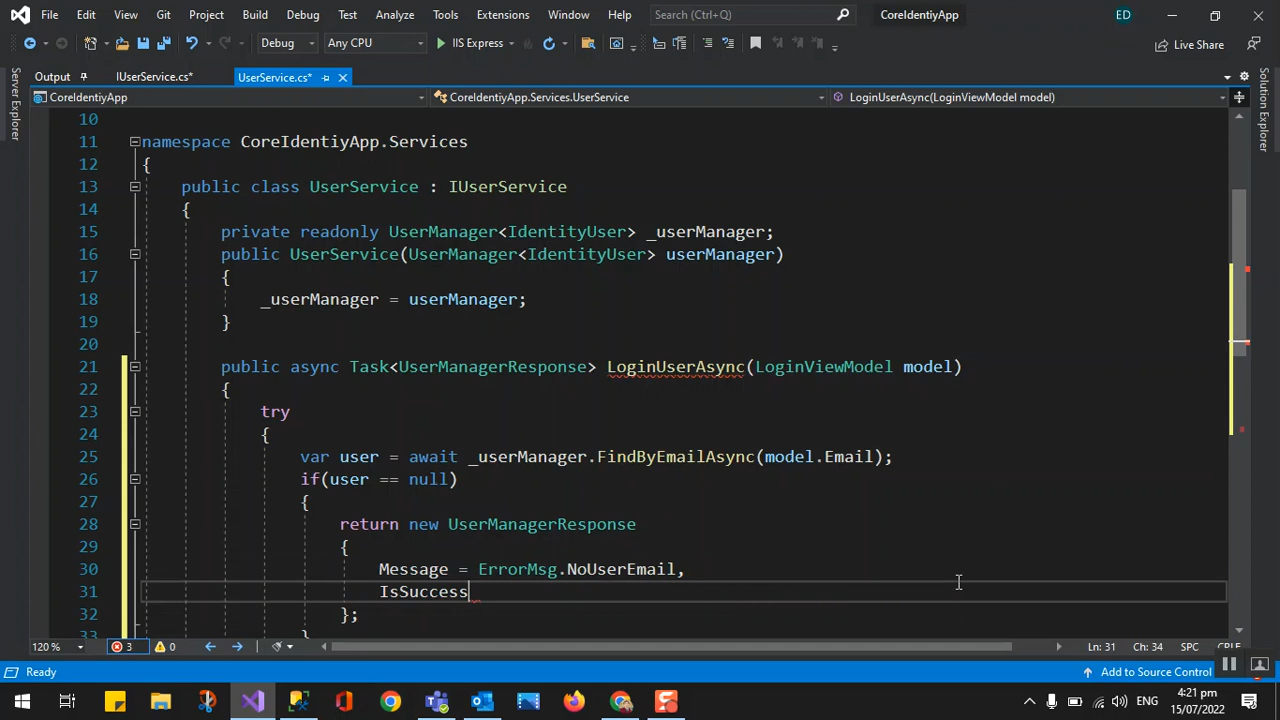 File Edit View Git Project Build Debug Test Analyze Tools Extensions Window Help Search (Ctrl+Q) CoreIdentiyApp ED
Debug Any CPU IIS Express Live Share
Output IUserService.cs* UserService.cs*
CoreIdentiyApp CoreIdentiyApp.Services.UserService LoginUserAsync(LoginViewModel model)
Server Explorer
Solution Explorer
10
11 namespace CoreIdentiyApp.Services
12 {
13 public class UserService : IUserService
14 {
15 private readonly UserManager<IdentityUser> _userManager;
16 public UserService(UserManager<IdentityUser> userManager)
17 {
18 _userManager = userManager;
19 }
20
21 public async Task<UserManagerResponse> LoginUserAsync(LoginViewModel model)
22 {
23 try
24 {
25 var user = await _userManager.FindByEmailAsync(model.Email);
26 if(user == null)
27 {
28 return new UserManagerResponse
29 {
30 Message = ErrorMsg.NoUserEmail,
31 IsSuccess
32 };
33 }
120 % 3 0 Ln: 31 Ch: 34 SPC CRLF
Ready Add to Source Control
ENG 4:21 pm
15/07/2022